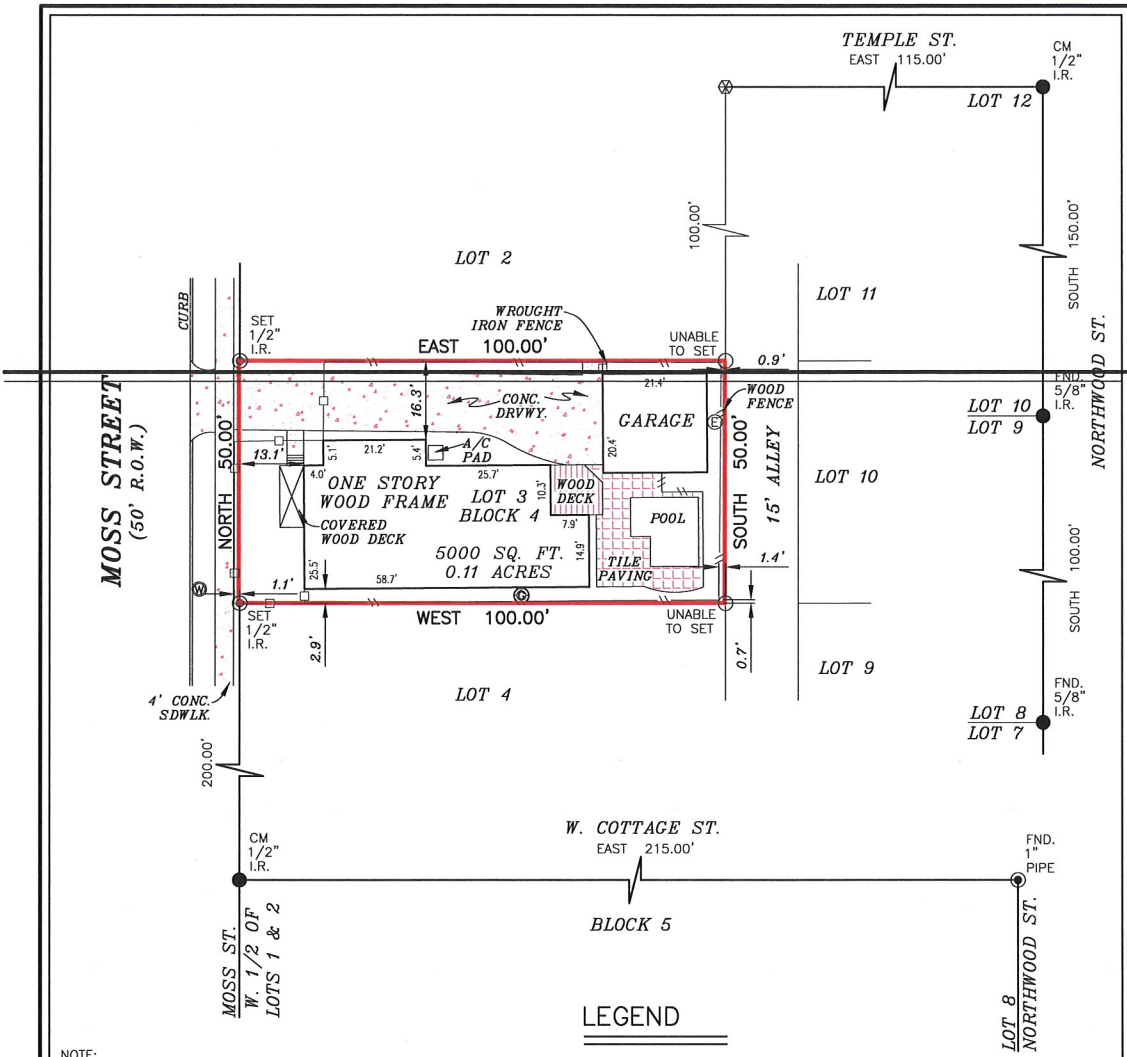 TEMPLE ST.
EAST 115.00'
CM
1/2"
I.R.
LOT 12
100.00'
SOUTH 150.00'
LOT 2
LOT 11
CURB
SET
1/2"
I.R.
WROUGHT
IRON FENCE
EAST 100.00'
UNABLE
TO SET
0.9'
NORTHWOOD ST.
FND.
5/8"
I.R.
LOT 10
LOT 9
MOSS STREET
(50' R.O.W.)
NORTH 50.00'
16.3'
CONC.
DRVWY.
21.4'
WOOD
FENCE
GARAGE
E
20.4'
A/C
PAD
13.1'
5.1'
21.2'
5.4'
4.0'
25.7'
SOUTH 50.00'
15' ALLEY
LOT 10
ONE STORY
WOOD FRAME
LOT 3
BLOCK 4
10.3'
WOOD
DECK
7.9'
POOL
COVERED
WOOD DECK
5000 SQ. FT.
0.11 ACRES
14.9'
TILE
PAVING
1.4'
25.5'
58.7'
W
1.1'
G
SET
1/2"
I.R.
WEST 100.00'
UNABLE
TO SET
2.9'
0.7'
SOUTH 100.00'
LOT 4
LOT 9
4' CONC.
SDWLK.
FND.
5/8"
I.R.
LOT 8
LOT 7
200.00'
CM
1/2"
I.R.
W. COTTAGE ST.
EAST 215.00'
FND.
1"
PIPE
BLOCK 5
MOSS ST.
W. 1/2 OF
LOTS 1 & 2
LOT 8
NORTHWOOD ST.
LEGEND
NOTE: